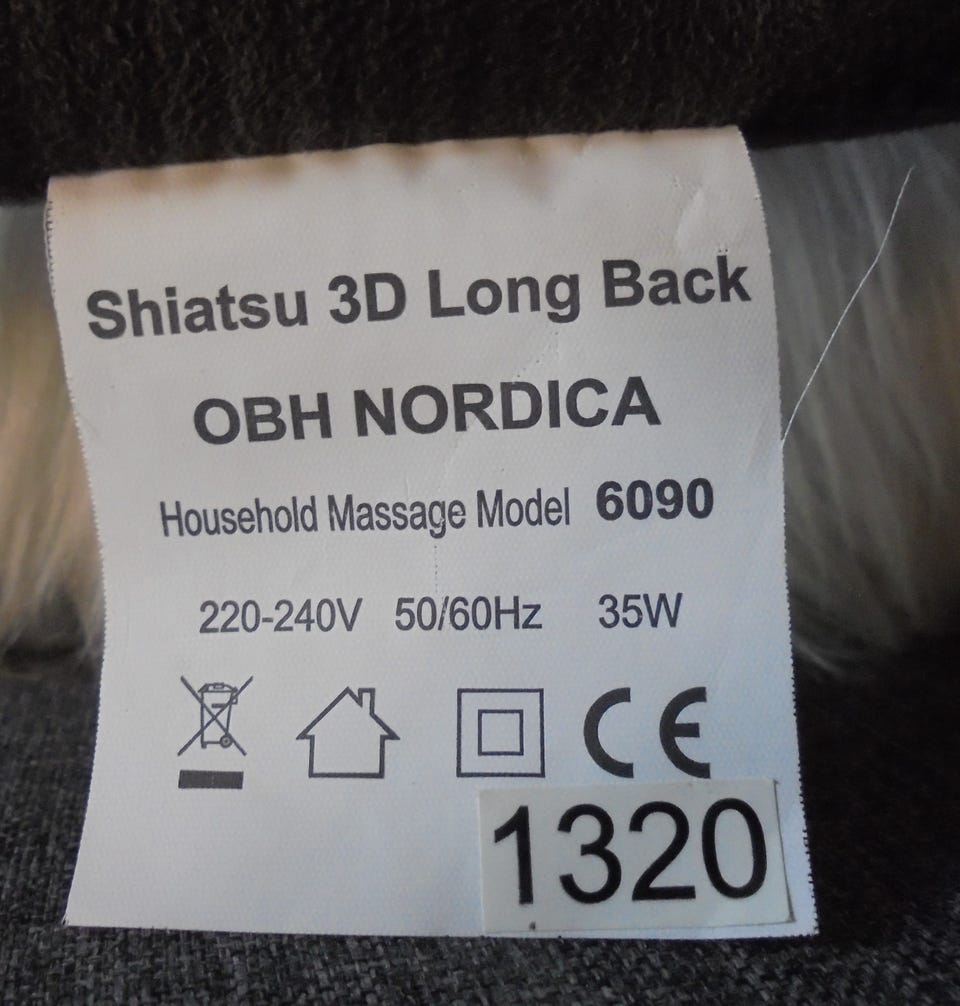 Shiatsu 3D Long Back
OBH NORDICA
Household Massage Model 6090
220-240V 50/60Hz 35W
CE
1320